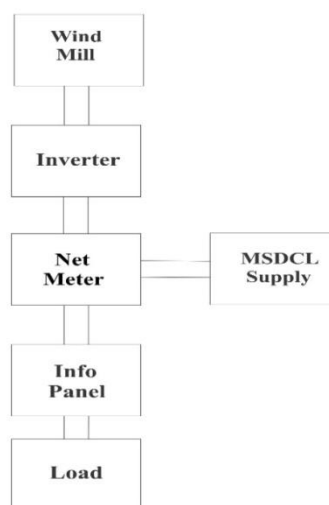 Wind
Mill
Inverter
Net
Meter
MSDCL
Supply
Info
Panel
Load